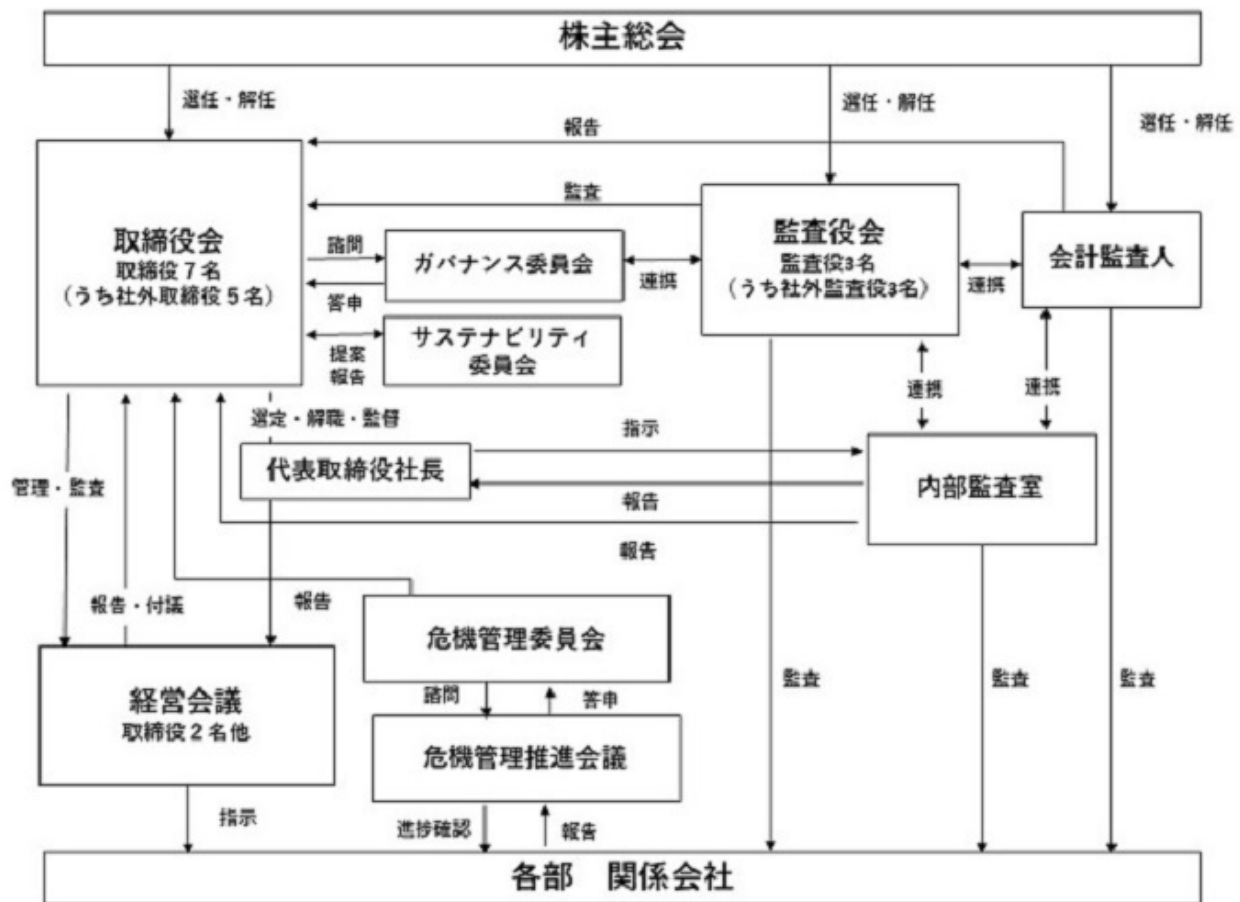 株主総会
選任・解任
選任・解任
選任・解任
報告
監査
取締役会
取締役７名
（うち社外取締役５名）
諮問
答申
ガバナンス委員会
連携
監査役会
監査役3名
（うち社外監査役3名）
連携
会計監査人
提案
報告
サステナビリティ
委員会
連携
連携
選定・解職・監督
指示
代表取締役社長
内部監査室
管理・監査
報告
報告
報告・付議
報告
危機管理委員会
経営会議
取締役２名他
諮問
答申
監査
監査
監査
危機管理推進会議
指示
進捗確認
報告
各部　関係会社